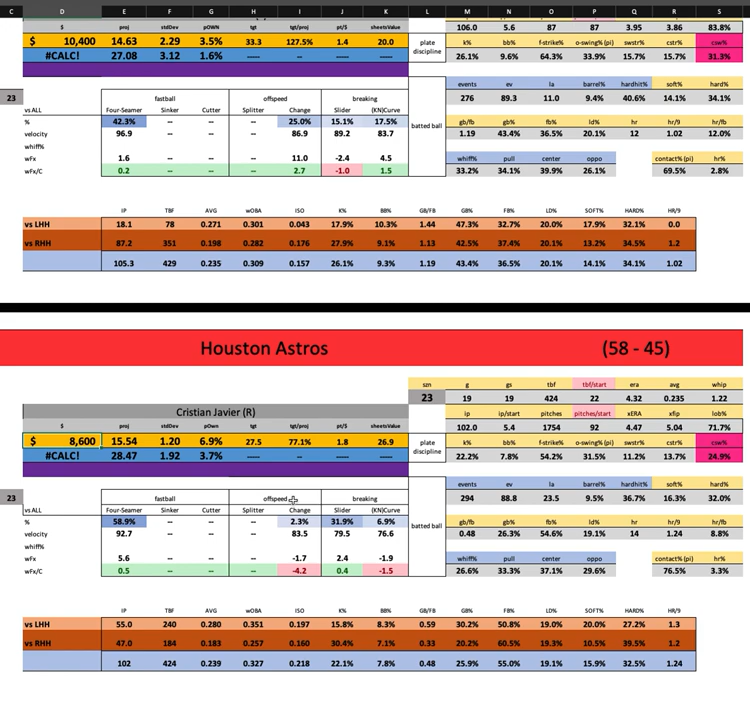 C D E F G H I J K L M N O P Q R S
$ proj stdDev pOWN tgt tgt/proj pt/$ sheetsValue 106.0 5.6 87 87 3.95 3.86 83.8%
$ 10,400 14.63 2.29 3.5% 33.3 127.5% 1.4 20.0 plate discipline k% bb% f-strike% o-swing% (pi) swstr% cstr% csw%
#CALC! 27.08 3.12 1.6% ---- -- ---- 26.1% 9.6% 64.3% 33.9% 15.7% 15.7% 31.3%
events ev la barrel% hardhit% soft% hard%
23 fastball offspeed breaking 276 89.3 11.0 9.4% 40.6% 14.1% 34.1%
vs ALL Four-Seamer Sinker Cutter Splitter Change Slider (KN)Curve
% 42.3% -- -- -- 25.0% 15.1% 17.5% batted ball gb/fb gb% fb% ld% hr hr/9 hr/fb
velocity 96.9 -- -- -- 86.9 89.2 83.7 1.19 43.4% 36.5% 20.1% 12 1.02 12.0%
whiff%
wFx 1.6 -- -- -- 11.0 -2.4 4.5 whiff% pull center oppo contact% (pi) hr%
wFx/C 0.2 -- -- -- 2.7 -1.0 1.5 33.2% 34.1% 39.9% 26.1% 69.5% 2.8%
IP TBF AVG wOBA ISO K% BB% GB/FB GB% FB% LD% SOFT% HARD% HR/9
vs LHH 18.1 78 0.271 0.301 0.043 17.9% 10.3% 1.44 47.3% 32.7% 20.0% 17.9% 32.1% 0.0
vs RHH 87.2 351 0.198 0.282 0.176 27.9% 9.1% 1.13 42.5% 37.4% 20.1% 13.2% 34.5% 1.2
105.3 429 0.235 0.309 0.157 26.1% 9.3% 1.19 43.4% 36.5% 20.1% 14.1% 34.1% 1.02
Houston Astros (58 - 45)
szn g gs tbf tbf/start era avg whip
23 19 19 424 22 4.32 0.235 1.22
Cristian Javier (R) ip ip/start pitches pitches/start xERA xfip lob%
$ proj stdDev pOwn tgt tgt/proj pt/$ sheetsValue 102.0 5.4 1754 92 4.47 5.04 71.7%
$ 8,600 15.54 1.20 6.9% 27.5 77.1% 1.8 26.9 plate discipline k% bb% f-strike% o-swing% (pi) swstr% cstr% csw%
#CALC! 28.47 1.92 3.7% ---- -- ---- 22.2% 7.8% 54.2% 31.5% 11.2% 13.7% 24.9%
events ev la barrel% hardhit% soft% hard%
23 fastball offspeed breaking 294 88.8 23.5 9.5% 36.7% 16.3% 32.0%
vs ALL Four-Seamer Sinker Cutter Splitter Change Slider (KN)Curve
% 58.9% -- -- -- 2.3% 31.9% 6.9% batted ball gb/fb gb% fb% ld% hr hr/9 hr/fb
velocity 92.7 -- -- -- 83.5 79.5 76.6 0.48 26.3% 54.6% 19.1% 14 1.24 8.8%
whiff%
wFx 5.6 -- -- -- -1.7 2.4 -1.9 whiff% pull center oppo contact% (pi) hr%
wFx/C 0.5 -- -- -- -4.2 0.4 -1.5 26.6% 33.3% 37.1% 29.6% 76.5% 3.3%
IP TBF AVG wOBA ISO K% BB% GB/FB GB% FB% LD% SOFT% HARD% HR/9
vs LHH 55.0 240 0.280 0.351 0.197 15.8% 8.3% 0.59 30.2% 50.8% 19.0% 20.0% 27.2% 1.3
vs RHH 47.0 184 0.183 0.257 0.160 30.4% 7.1% 0.33 20.2% 60.5% 19.3% 10.5% 39.5% 1.2
102 424 0.239 0.327 0.218 22.1% 7.8% 0.48 25.9% 55.0% 19.1% 15.9% 32.5% 1.24